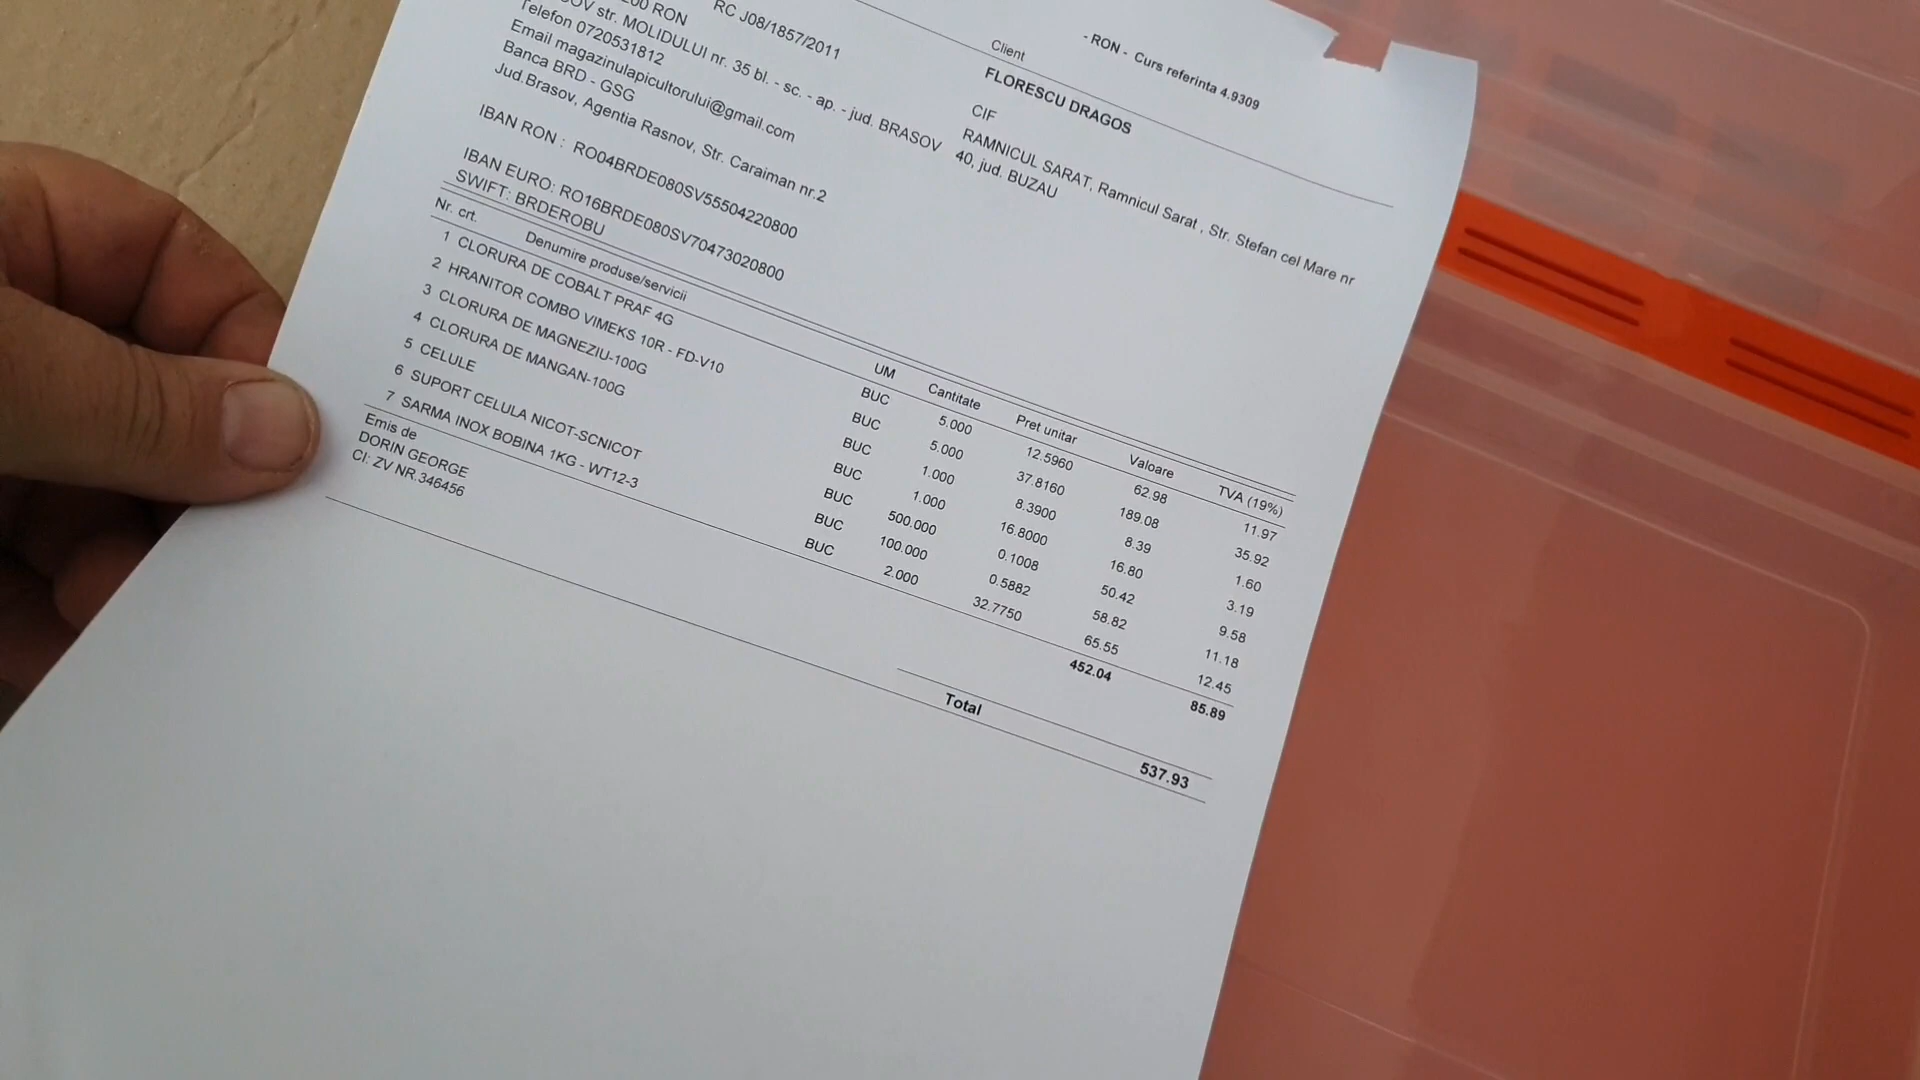 RON
RC J08/1857/2011
str. MOLIDULUI nr. 35 bl. - sc. - ap. - jud. BRASOV
Telefon 0720531812
Email magazinulapicultorului@gmail.com
Banca BRD - GSG
Jud.Brasov, Agentia Rasnov, Str. Caraiman nr.2
IBAN RON : RO04BRDE080SV55504220800
IBAN EURO: RO16BRDE080SV70473020800
SWIFT: BRDEROBU
- RON - Curs referinta 4.9309
Client
FLORESCU DRAGOS
CIF
RAMNICUL SARAT, Ramnicul Sarat , Str. Stefan cel Mare nr
40, jud. BUZAU
Nr. crt. Denumire produse/servicii UM Cantitate Pret unitar Valoare TVA (19%)
1 CLORURA DE COBALT PRAF 4G BUC 5.000 12.5960 62.98 11.97
2 HRANITOR COMBO VIMEKS 10R - FD-V10 BUC 5.000 37.8160 189.08 35.92
3 CLORURA DE MAGNEZIU-100G BUC 1.000 8.3900 8.39 1.60
4 CLORURA DE MANGAN-100G BUC 1.000 16.8000 16.80 3.19
5 CELULE BUC 500.000 0.1008 50.42 9.58
6 SUPORT CELULA NICOT-SCNICOT BUC 100.000 0.5882 58.82 11.18
7 SARMA INOX BOBINA 1KG - WT12-3 BUC 2.000 32.7750 65.55 12.45
452.04 85.89
Emis de
DORIN GEORGE
CI: ZV NR.346456
Total
537.93